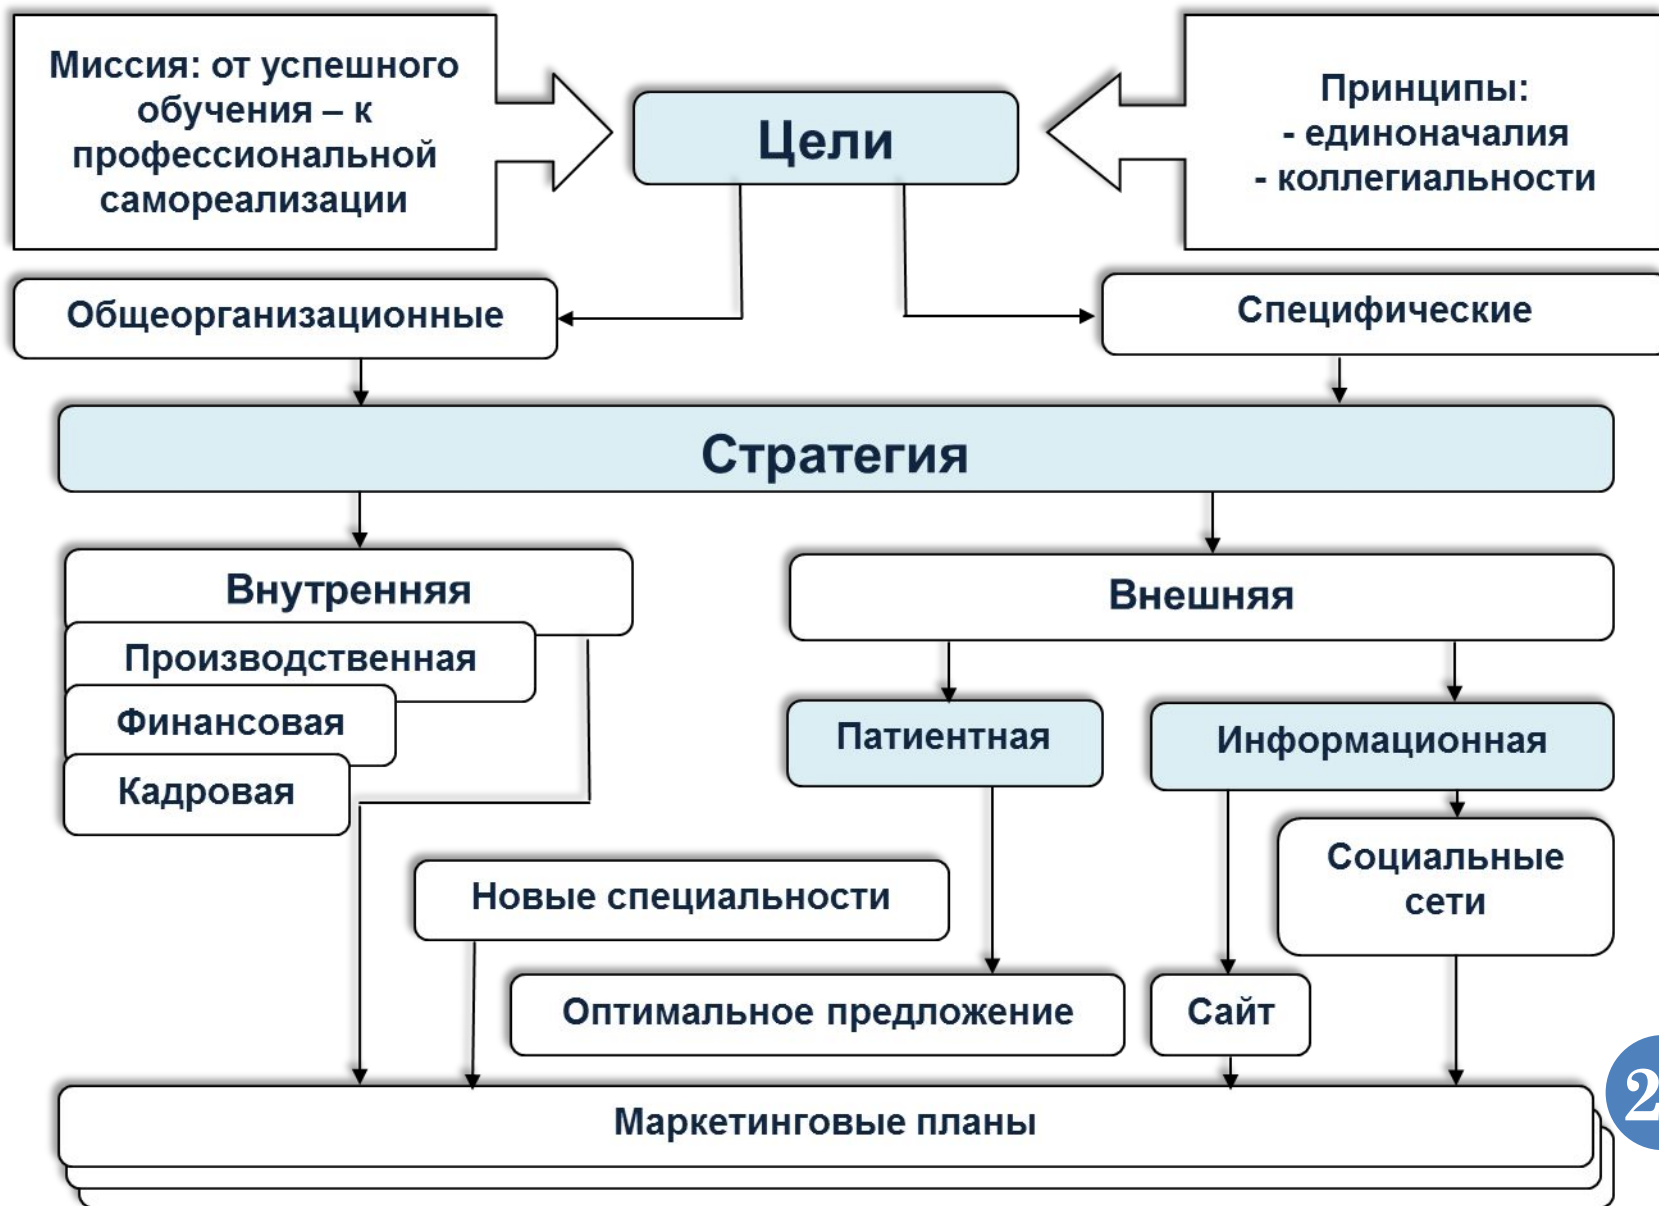 Миссия: от успешного
обучения – к
профессиональной
самореализации
Цели
Принципы:
- единоначалия
- коллегиальности
Общеорганизационные
Специфические
Стратегия
Внутренняя
Внешняя
Производственная
Финансовая
Кадровая
Патиентная
Информационная
Социальные
сети
Новые специальности
Оптимальное предложение
Сайт
Маркетинговые планы
2